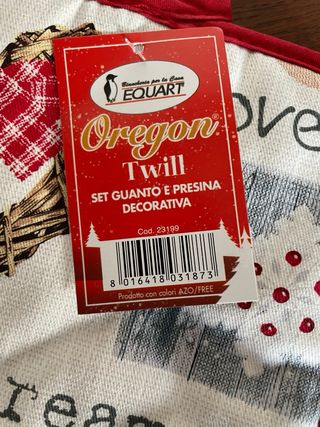 Biancheria per la Casa
EQUART®
ove
Oregon®
Twill
SET GUANTO E PRESINA
DECORATIVA
Cod. 23199
8 016418 031873
Prodotto con colori AZO/FREE
ream